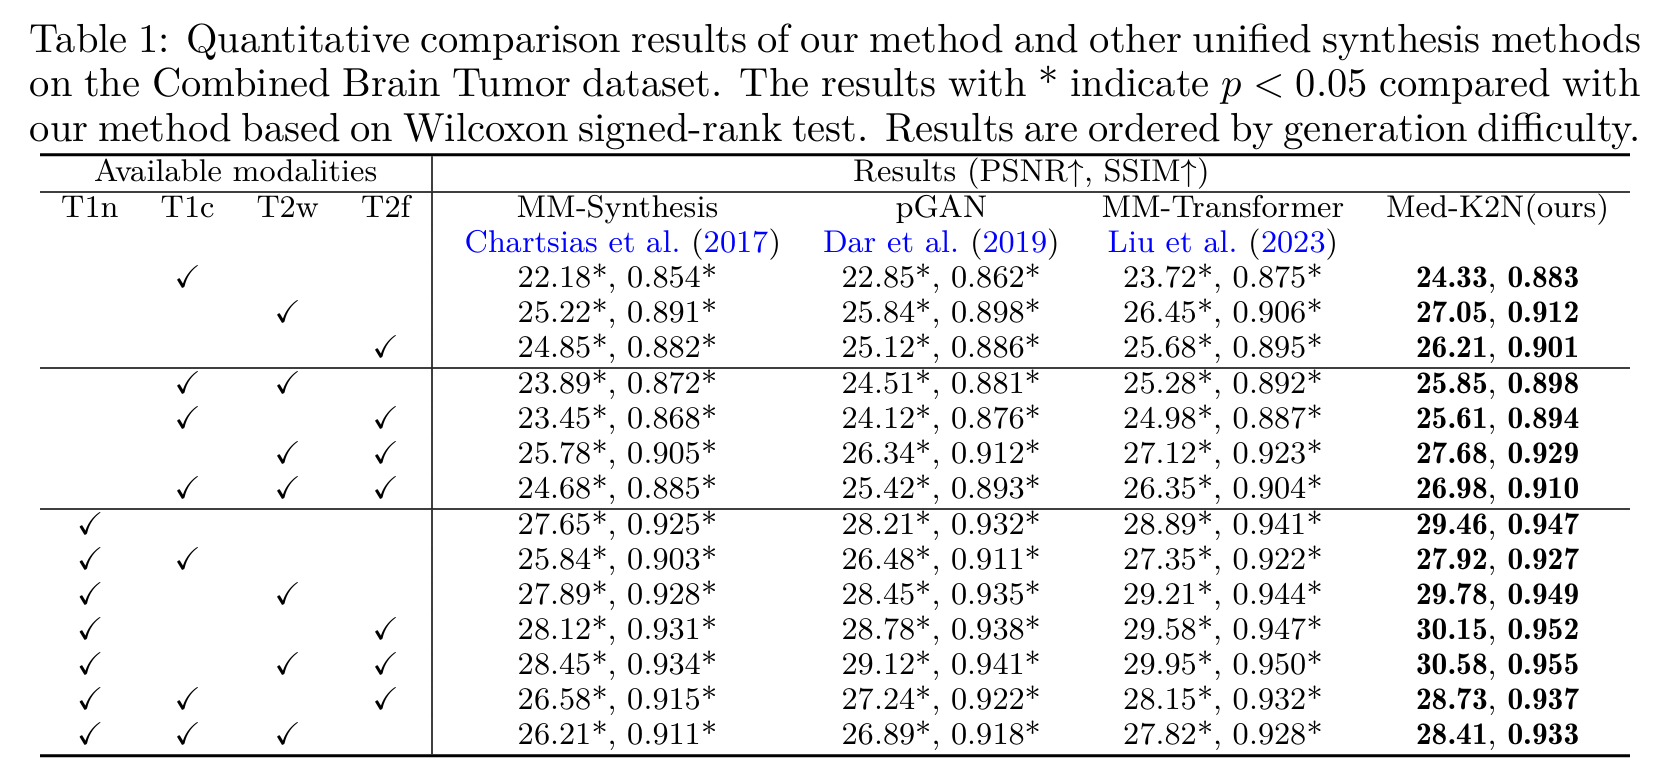 Table 1: Quantitative comparison results of our method and other unified synthesis methods
on the Combined Brain Tumor dataset. The results with * indicate p < 0.05 compared with
our method based on Wilcoxon signed-rank test. Results are ordered by generation difficulty.
Available modalities Results (PSNR↑, SSIM↑)
T1n T1c T2w T2f MM-Synthesis pGAN MM-Transformer Med-K2N(ours)
Chartsias et al. (2017) Dar et al. (2019) Liu et al. (2023)
✓ 22.18*, 0.854* 22.85*, 0.862* 23.72*, 0.875* 24.33, 0.883
✓ 25.22*, 0.891* 25.84*, 0.898* 26.45*, 0.906* 27.05, 0.912
✓ 24.85*, 0.882* 25.12*, 0.886* 25.68*, 0.895* 26.21, 0.901
✓ ✓ 23.89*, 0.872* 24.51*, 0.881* 25.28*, 0.892* 25.85, 0.898
✓ ✓ 23.45*, 0.868* 24.12*, 0.876* 24.98*, 0.887* 25.61, 0.894
✓ ✓ 25.78*, 0.905* 26.34*, 0.912* 27.12*, 0.923* 27.68, 0.929
✓ ✓ ✓ 24.68*, 0.885* 25.42*, 0.893* 26.35*, 0.904* 26.98, 0.910
✓ 27.65*, 0.925* 28.21*, 0.932* 28.89*, 0.941* 29.46, 0.947
✓ ✓ 25.84*, 0.903* 26.48*, 0.911* 27.35*, 0.922* 27.92, 0.927
✓ ✓ 27.89*, 0.928* 28.45*, 0.935* 29.21*, 0.944* 29.78, 0.949
✓ ✓ 28.12*, 0.931* 28.78*, 0.938* 29.58*, 0.947* 30.15, 0.952
✓ ✓ ✓ 28.45*, 0.934* 29.12*, 0.941* 29.95*, 0.950* 30.58, 0.955
✓ ✓ ✓ 26.58*, 0.915* 27.24*, 0.922* 28.15*, 0.932* 28.73, 0.937
✓ ✓ ✓ 26.21*, 0.911* 26.89*, 0.918* 27.82*, 0.928* 28.41, 0.933